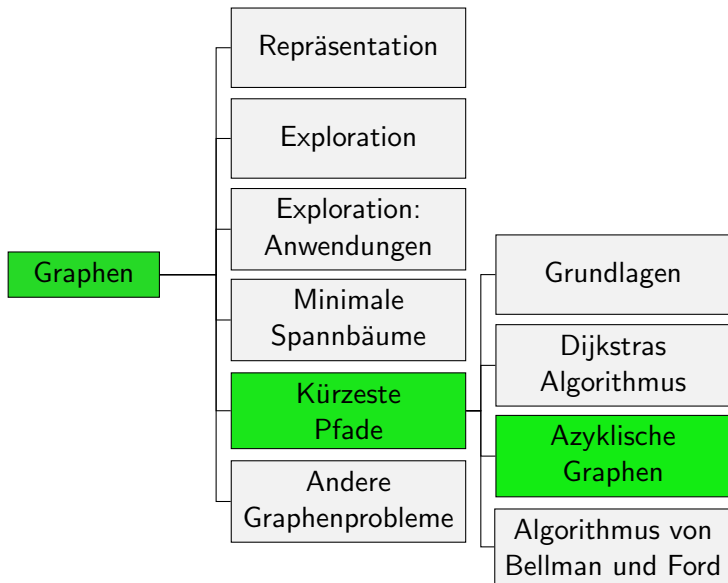 Graphen
Repräsentation
Exploration
Exploration:
Anwendungen
Minimale
Spannbäume
Kürzeste
Pfade
Andere
Graphenprobleme
Grundlagen
Dijkstras
Algorithmus
Azyklische
Graphen
Algorithmus von
Bellman und Ford